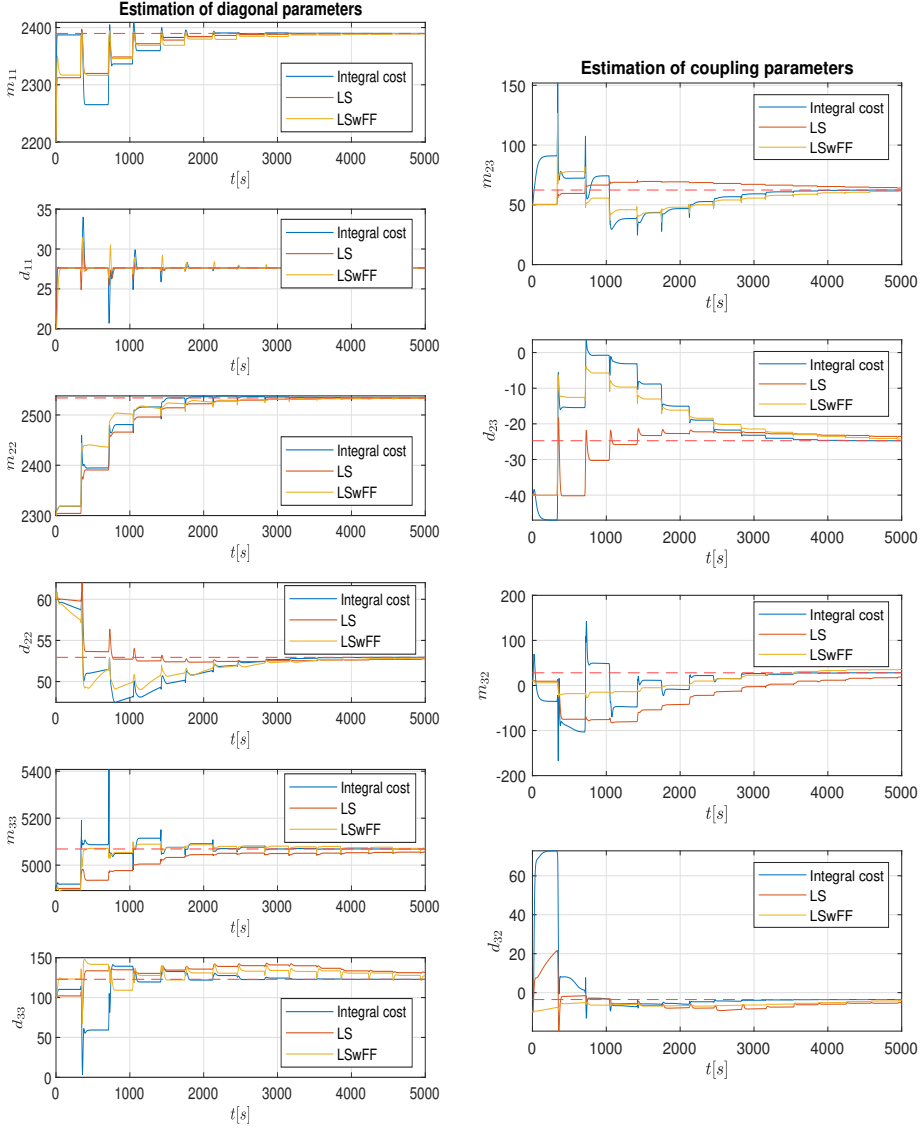 Estimation of diagonal parameters
2400
2300
2200
m11
Integral cost
LS
LSwFF
0 1000 2000 3000 4000 5000
t[s]
35
30
25
20
d11
Integral cost
LS
LSwFF
0 1000 2000 3000 4000 5000
t[s]
2500
2400
2300
m22
Integral cost
LS
LSwFF
0 1000 2000 3000 4000 5000
t[s]
60
55
50
d22
Integral cost
LS
LSwFF
0 1000 2000 3000 4000 5000
t[s]
5400
5200
5000
m33
Integral cost
LS
LSwFF
0 1000 2000 3000 4000 5000
t[s]
150
100
50
0
d33
Integral cost
LS
LSwFF
0 1000 2000 3000 4000 5000
t[s]
Estimation of coupling parameters
150
100
50
0
m23
Integral cost
LS
LSwFF
0 1000 2000 3000 4000 5000
t[s]
0
-10
-20
-30
-40
d23
Integral cost
LS
LSwFF
0 1000 2000 3000 4000 5000
t[s]
200
100
0
-100
-200
m32
Integral cost
LS
LSwFF
0 1000 2000 3000 4000 5000
t[s]
60
40
20
0
d32
Integral cost
LS
LSwFF
0 1000 2000 3000 4000 5000
t[s]